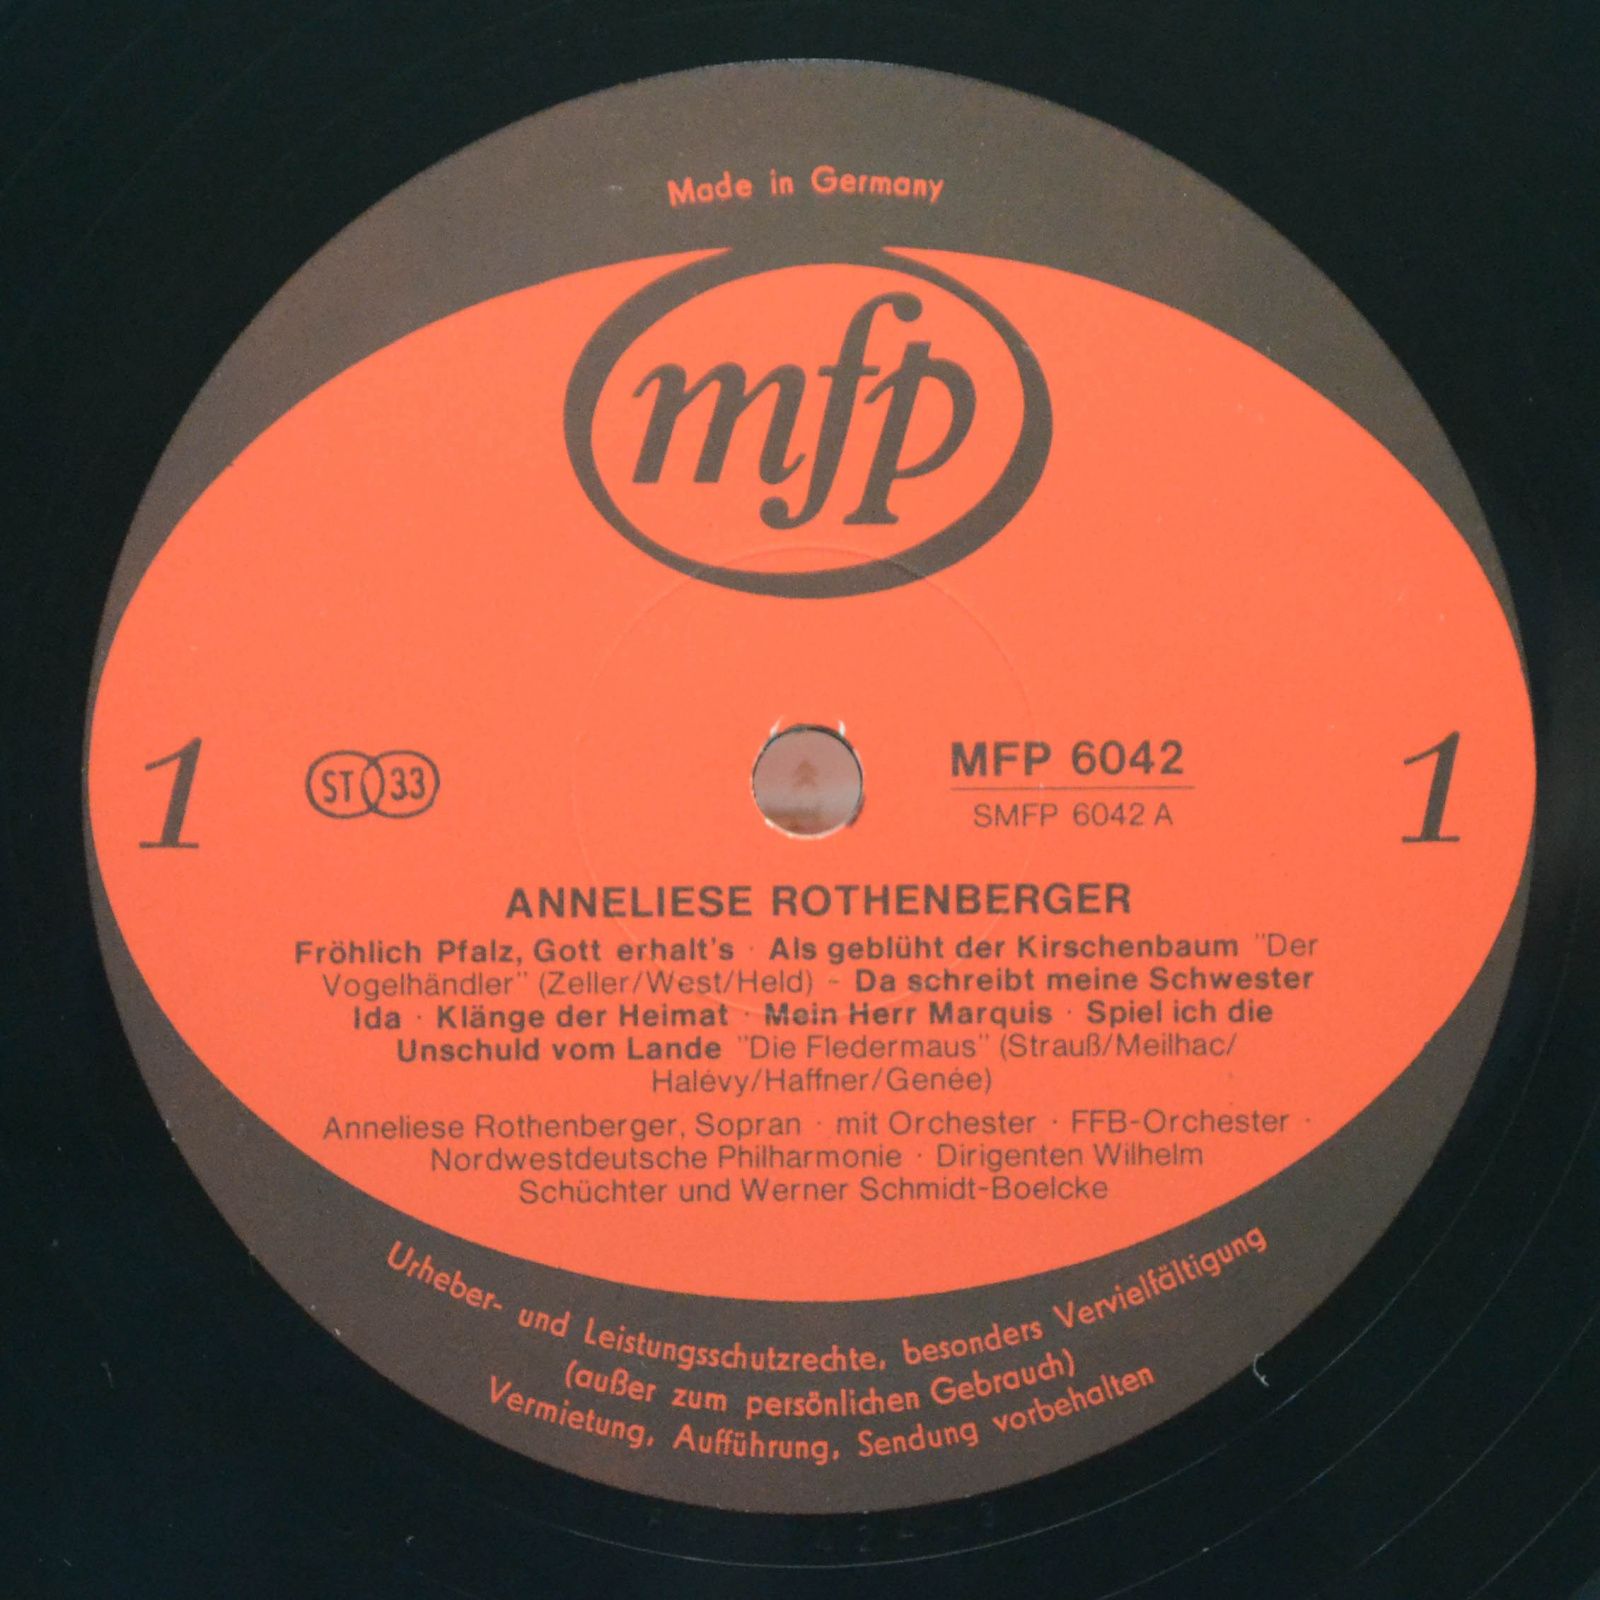 Made in Germany
mfp
1
ST 33
MFP 6042
SMFP 6042 A
1
ANNELIESE ROTHENBERGER
Fröhlich Pfalz, Gott erhalt's · Als geblüht der Kirschenbaum "Der
Vogelhändler" (Zeller/West/Held) - Da schreibt meine Schwester
Ida · Klänge der Heimat · Mein Herr Marquis · Spiel ich die
Unschuld vom Lande "Die Fledermaus" (Strauß/Meilhac/
Halévy/Haffner/Genée)
Anneliese Rothenberger, Sopran · mit Orchester · FFB-Orchester ·
Nordwestdeutsche Philharmonie · Dirigenten Wilhelm
Schüchter und Werner Schmidt-Boelcke
Urheber- und Leistungsschutzrechte, besonders Vervielfältigung
(außer zum persönlichen Gebrauch)
Vermietung, Aufführung, Sendung vorbehalten